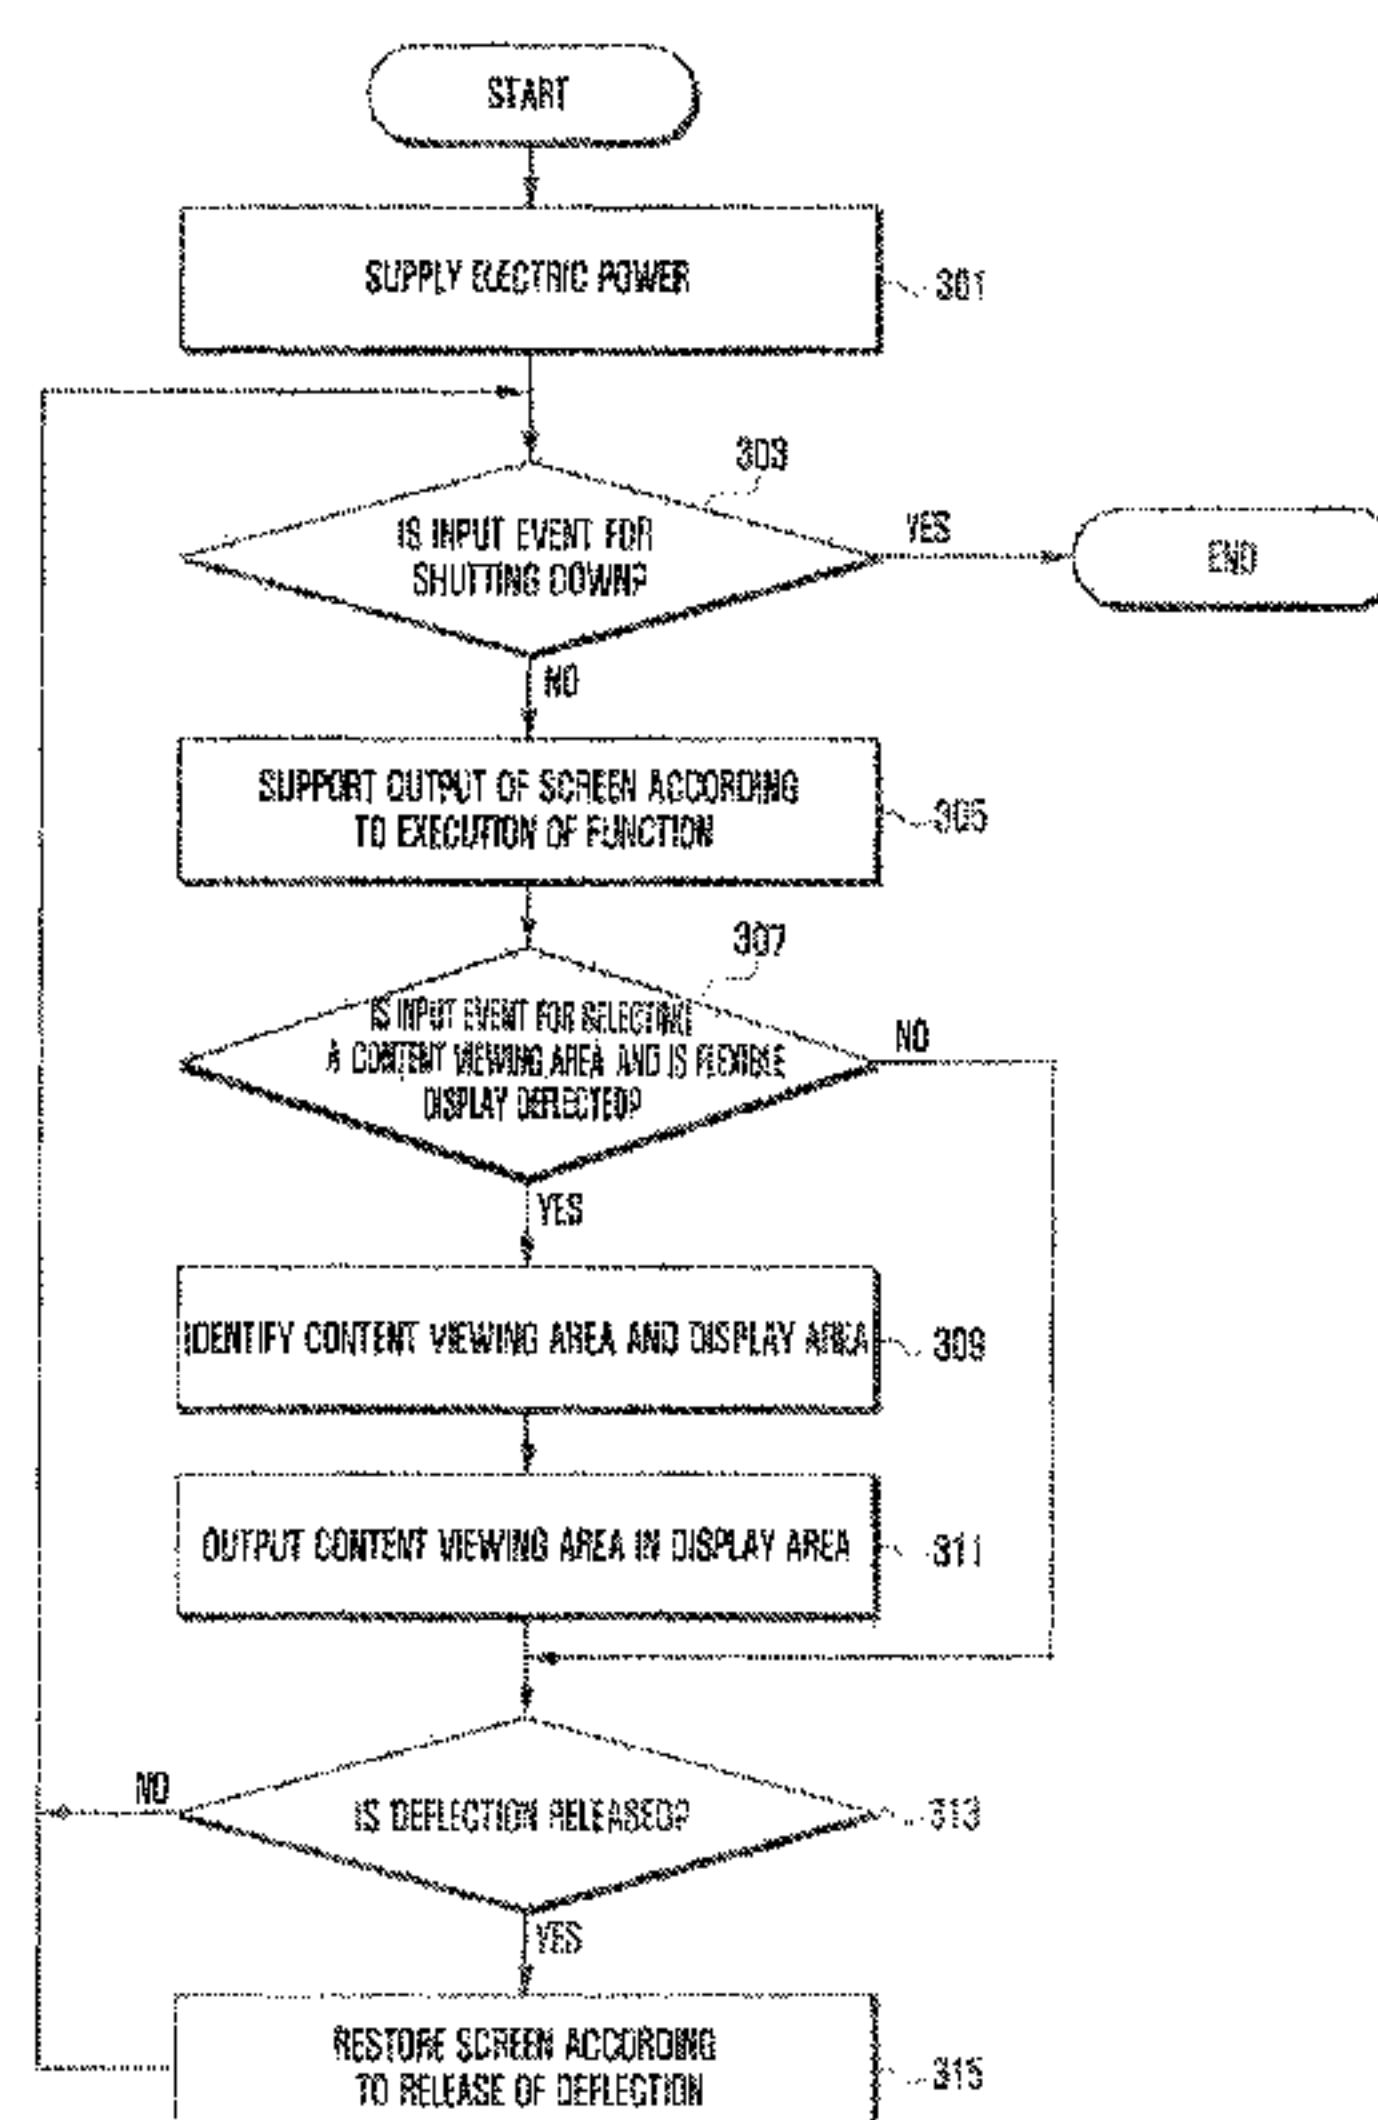 START
SUPPLY ELECTRIC POWER
301
303
IS INPUT EVENT FOR
SHUTTING DOWN?
YES
END
NO
SUPPORT OUTPUT OF SCREEN ACCORDING
TO EXECUTION OF FUNCTION
305
307
IS INPUT EVENT FOR SELECTING
A CONTENT VIEWING AREA AND IS FLEXIBLE
DISPLAY DEFLECTED?
NO
YES
IDENTIFY CONTENT VIEWING AREA AND DISPLAY AREA
309
OUTPUT CONTENT VIEWING AREA IN DISPLAY AREA
311
NO
IS DEFLECTION RELEASED?
313
YES
RESTORE SCREEN ACCORDING
TO RELEASE OF DEFLECTION
315